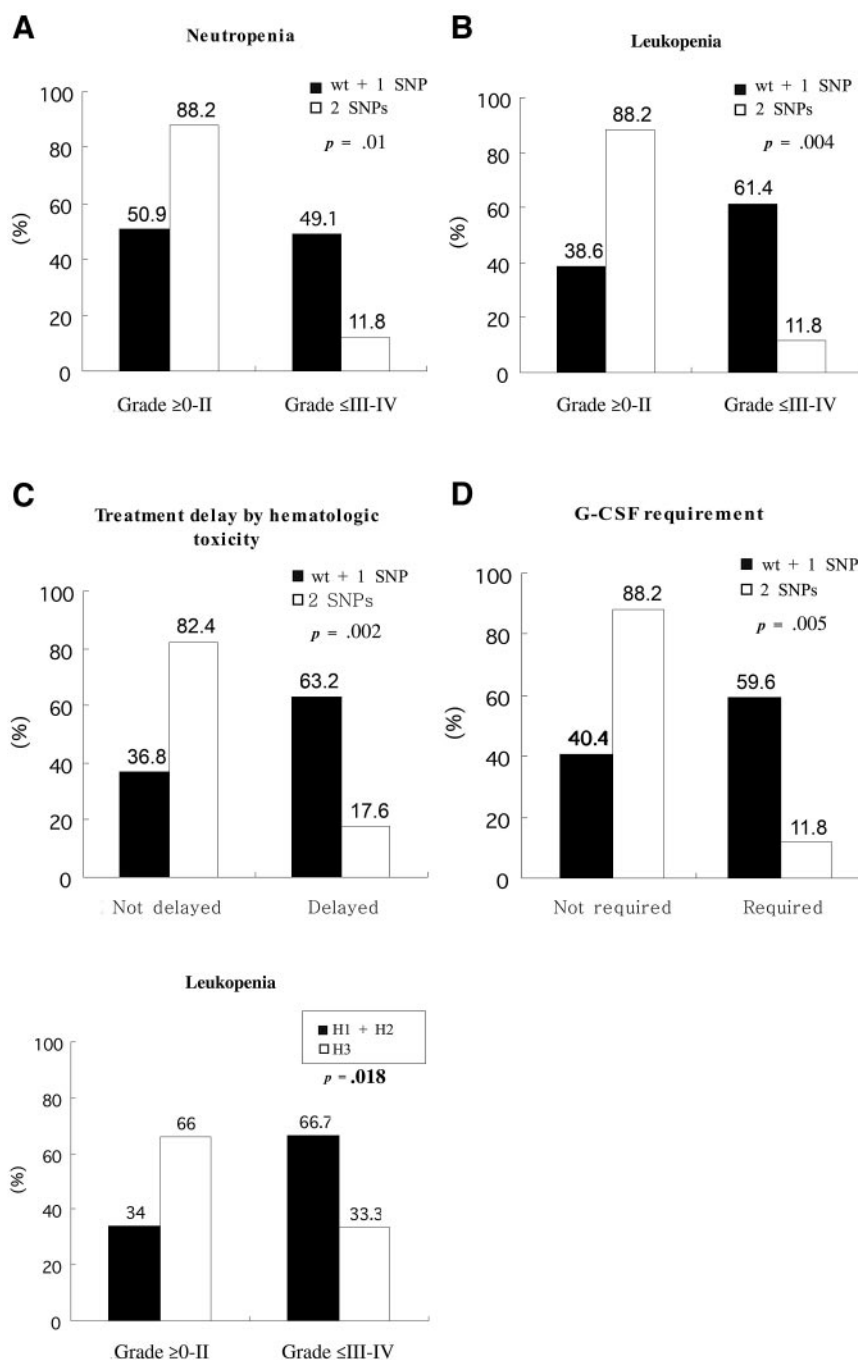 A
Neutropenia
wt + 1 SNP
2 SNPs
p = .01
(%)
100
80
60
40
20
0
50.9
88.2
49.1
11.8
Grade ≥0-II
Grade ≤III-IV
B
Leukopenia
wt + 1 SNP
2 SNPs
p = .004
(%)
100
80
60
40
20
0
38.6
88.2
61.4
11.8
Grade ≥0-II
Grade ≤III-IV
C
Treatment delay by hematologic
toxicity
wt + 1 SNP
2 SNPs
p = .002
(%)
100
80
60
40
20
0
36.8
82.4
63.2
17.6
Not delayed
Delayed
D
G-CSF requirement
wt + 1 SNP
2 SNPs
p = .005
(%)
100
80
60
40
20
0
40.4
88.2
59.6
11.8
Not required
Required
Leukopenia
H1 + H2
H3
p = .018
(%)
100
80
60
40
20
0
34
66
66.7
33.3
Grade ≥0-II
Grade ≤III-IV